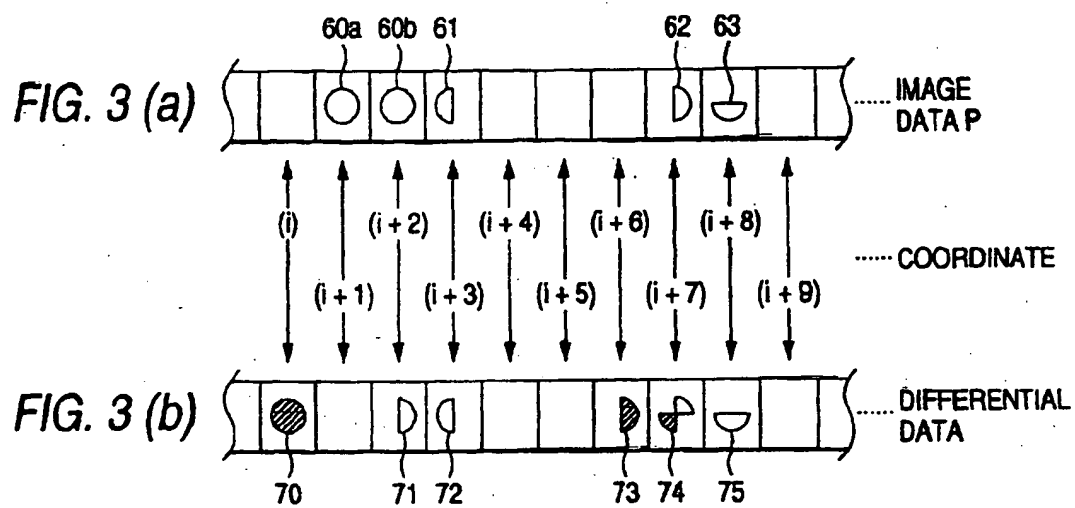 60a 60b 61 62 63
FIG. 3 (a)
IMAGE
DATA P
(i) (i + 2) (i + 4) (i + 6) (i + 8)
COORDINATE
(i + 1) (i + 3) (i + 5) (i + 7) (i + 9)
FIG. 3 (b)
DIFFERENTIAL
DATA
70 71 72 73 74 75